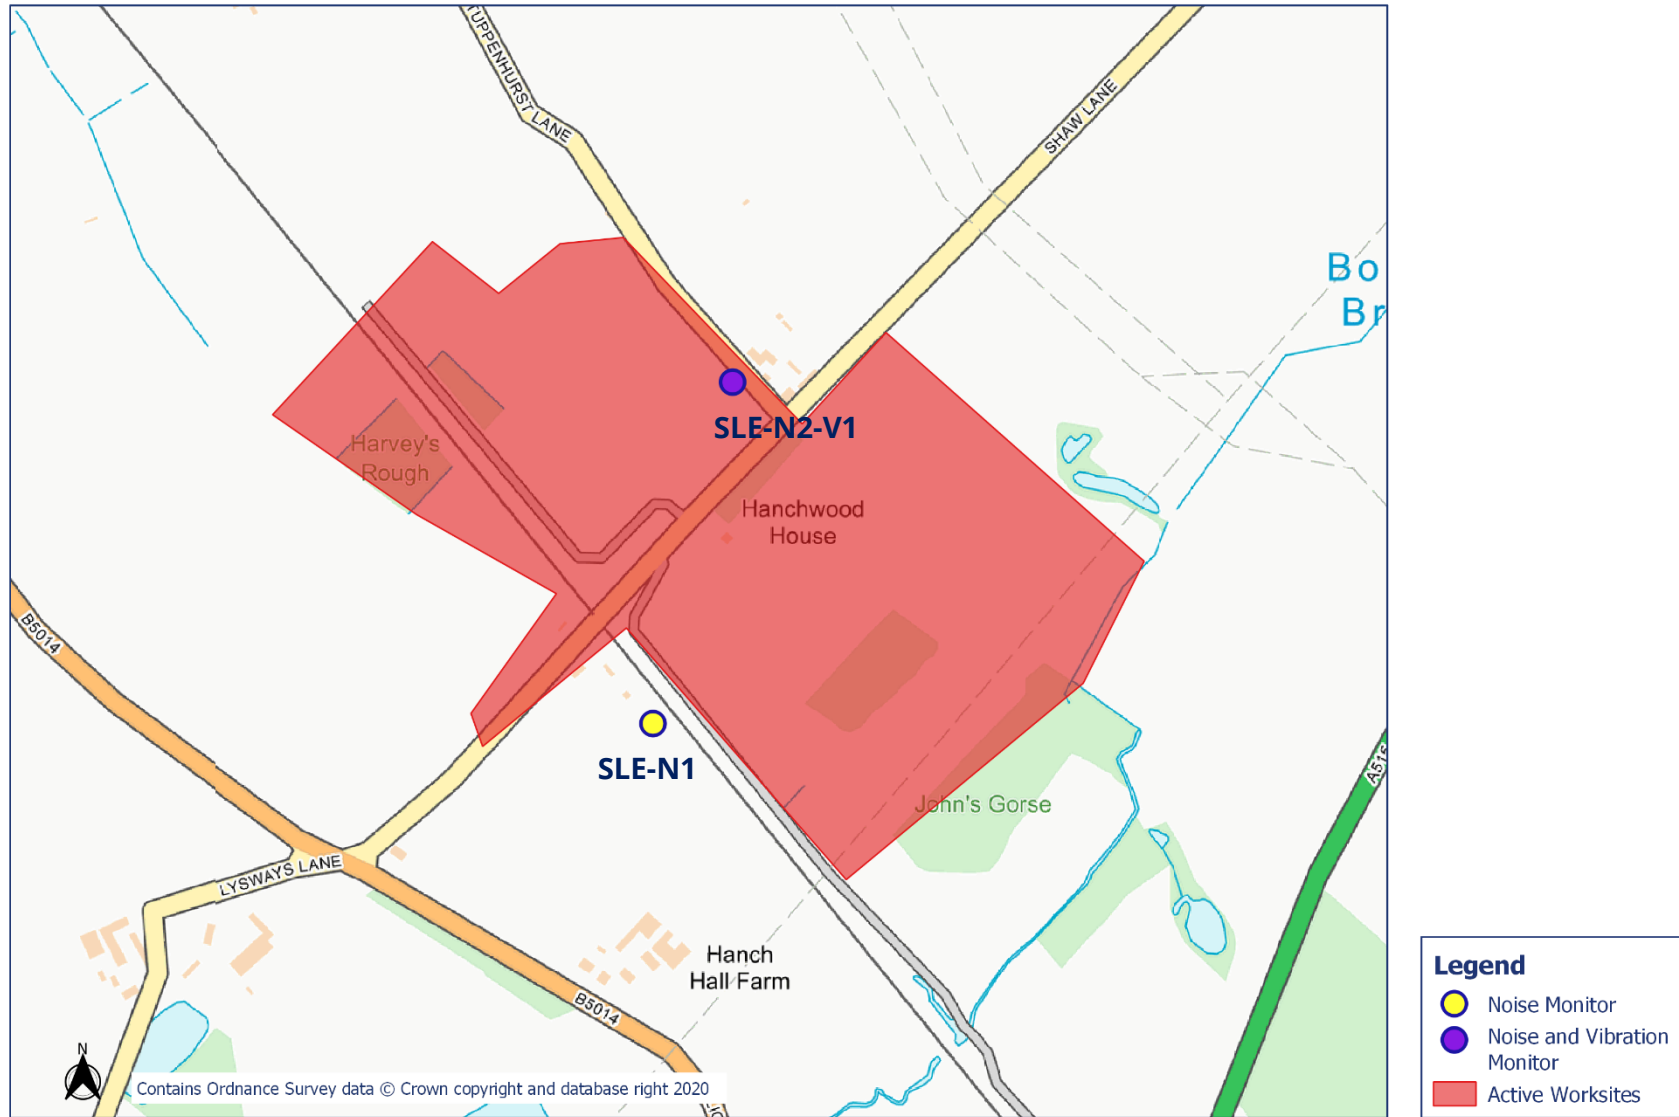 TUPPENHURST LANE
SHAW LANE
Bo
Br
SLE-N2-V1
Harvey's
Rough
Hanchwood
House
B5014
SLE-N1
A515
John's Gorse
LYSWAYS LANE
Hanch
Hall Farm
B5014
N
Contains Ordnance Survey data © Crown copyright and database right 2020
Legend
Noise Monitor
Noise and Vibration
Monitor
Active Worksites